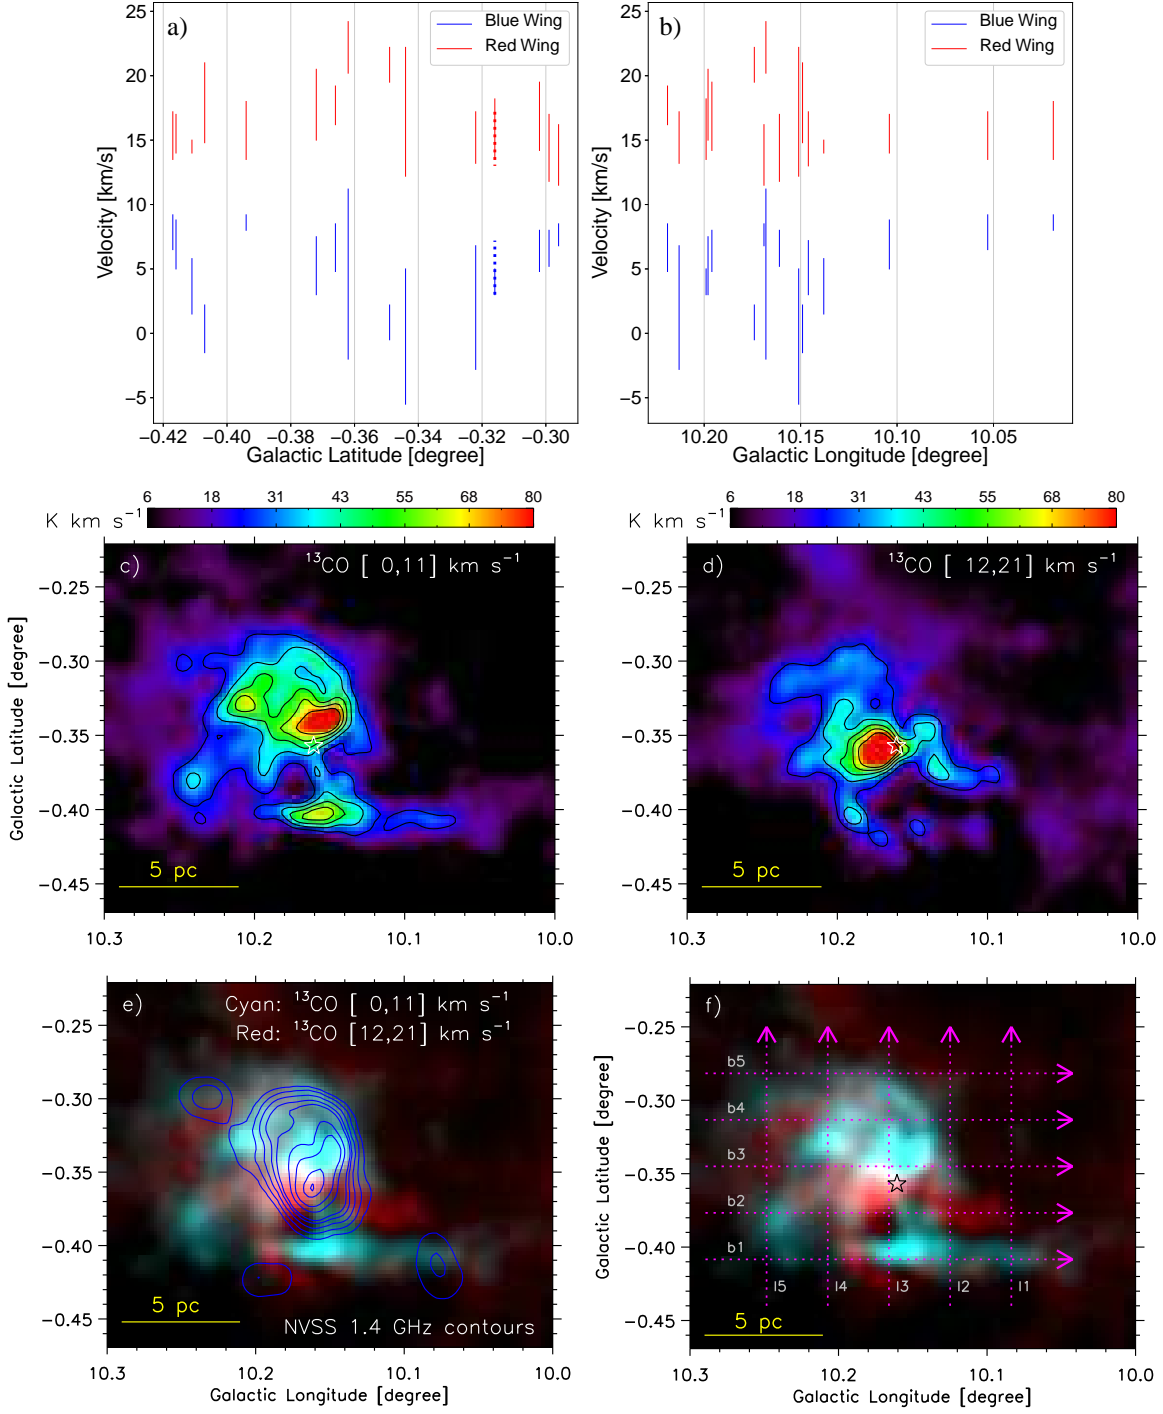 a)
Blue Wing
Red Wing
25
20
15
10
5
0
−5
Velocity [km/s]
−0.42 −0.40 −0.38 −0.36 −0.34 −0.32 −0.30
Galactic Latitude [degree]
b)
Blue Wing
Red Wing
25
20
15
10
5
0
−5
Velocity [km/s]
10.20 10.15 10.10 10.05
Galactic Longitude [degree]
6 18 31 43 55 68 80
K km s⁻¹
c)
¹³CO [ 0,11] km s⁻¹
−0.25
−0.30
−0.35
−0.40
−0.45
Galactic Latitude [degree]
5 pc
10.3 10.2 10.1 10.0
6 18 31 43 55 68 80
K km s⁻¹
d)
¹³CO [ 12,21] km s⁻¹
−0.25
−0.30
−0.35
−0.40
−0.45
5 pc
10.3 10.2 10.1 10.0
e)
Cyan: ¹³CO [ 0,11] km s⁻¹
Red: ¹³CO [12,21] km s⁻¹
−0.25
−0.30
−0.35
−0.40
−0.45
5 pc
NVSS 1.4 GHz contours
10.3 10.2 10.1 10.0
Galactic Longitude [degree]
f)
−0.25
−0.30
−0.35
−0.40
−0.45
Galactic Latitude [degree]
b5
b4
b3
b2
b1
l5 l4 l3 l2 l1
5 pc
10.3 10.2 10.1 10.0
Galactic Longitude [degree]